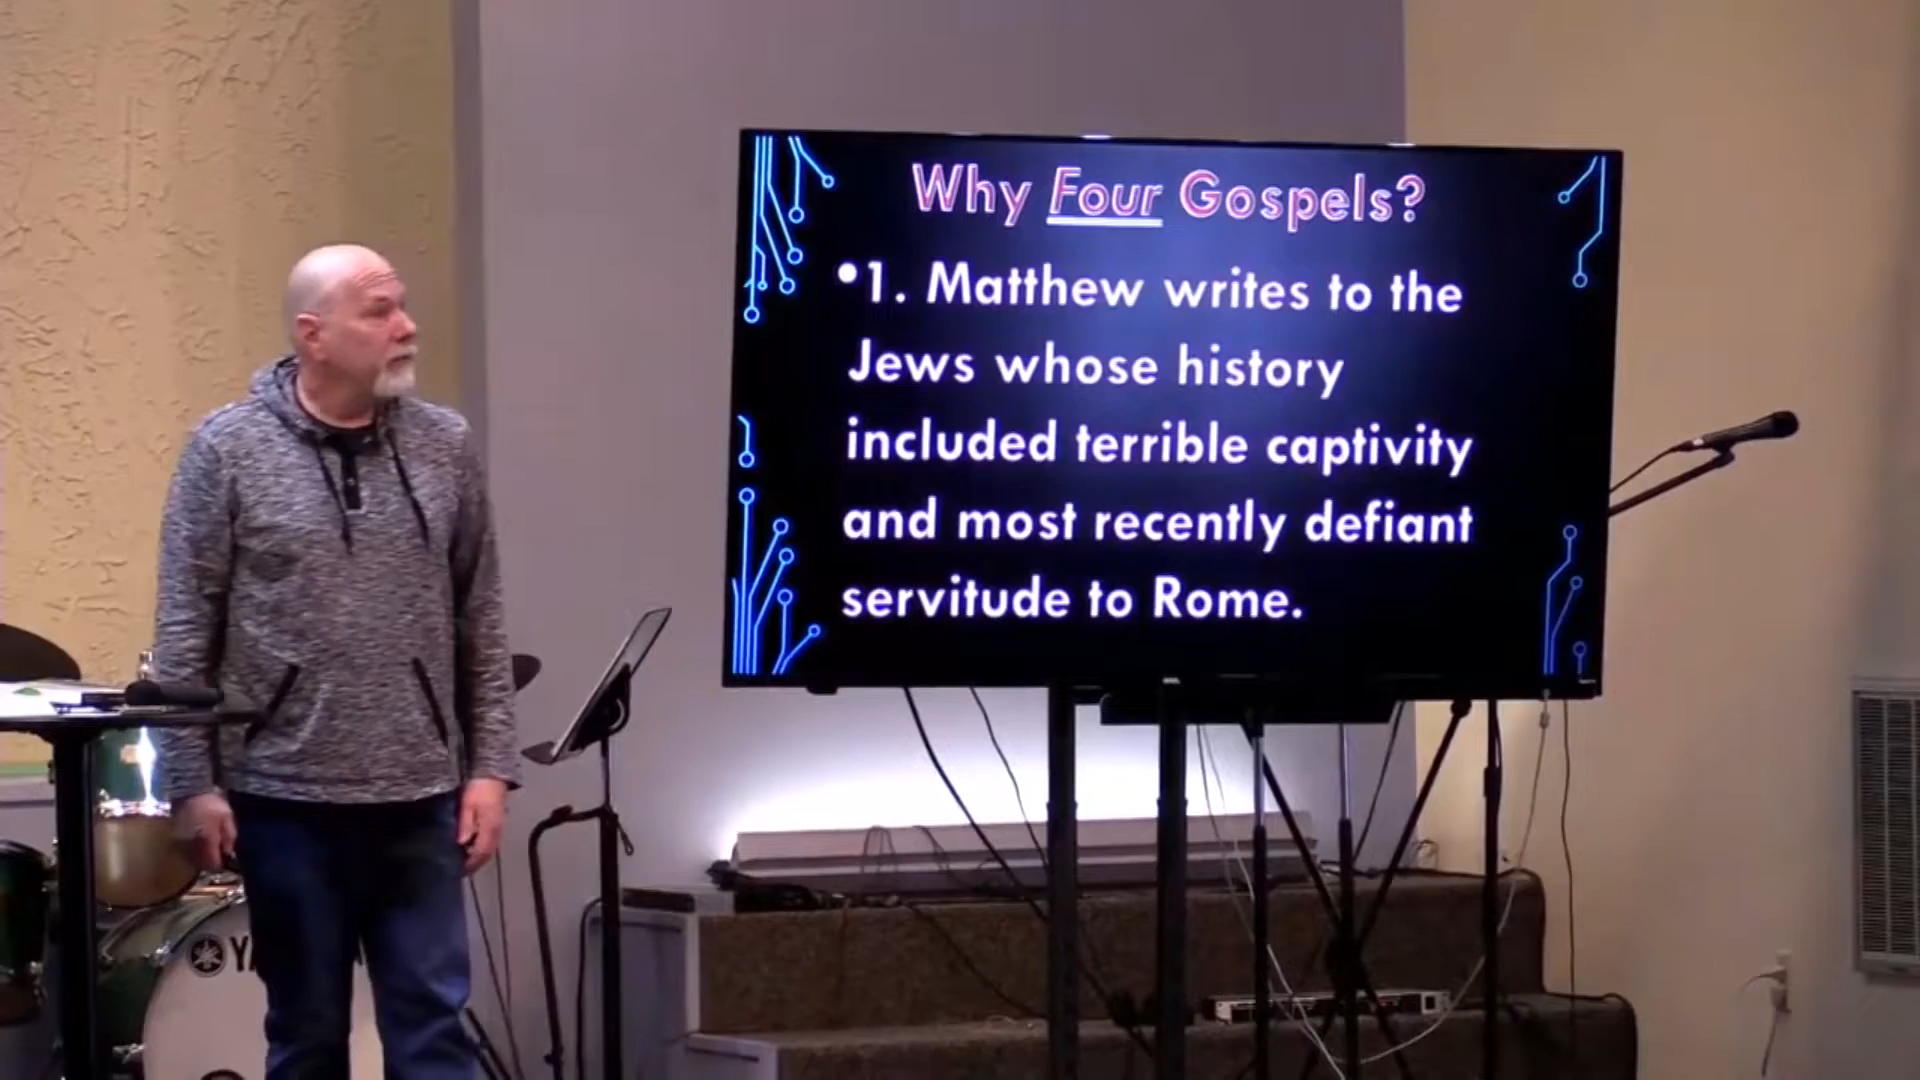 Why Four Gospels?
•1. Matthew writes to the
Jews whose history
included terrible captivity
and most recently defiant
servitude to Rome.